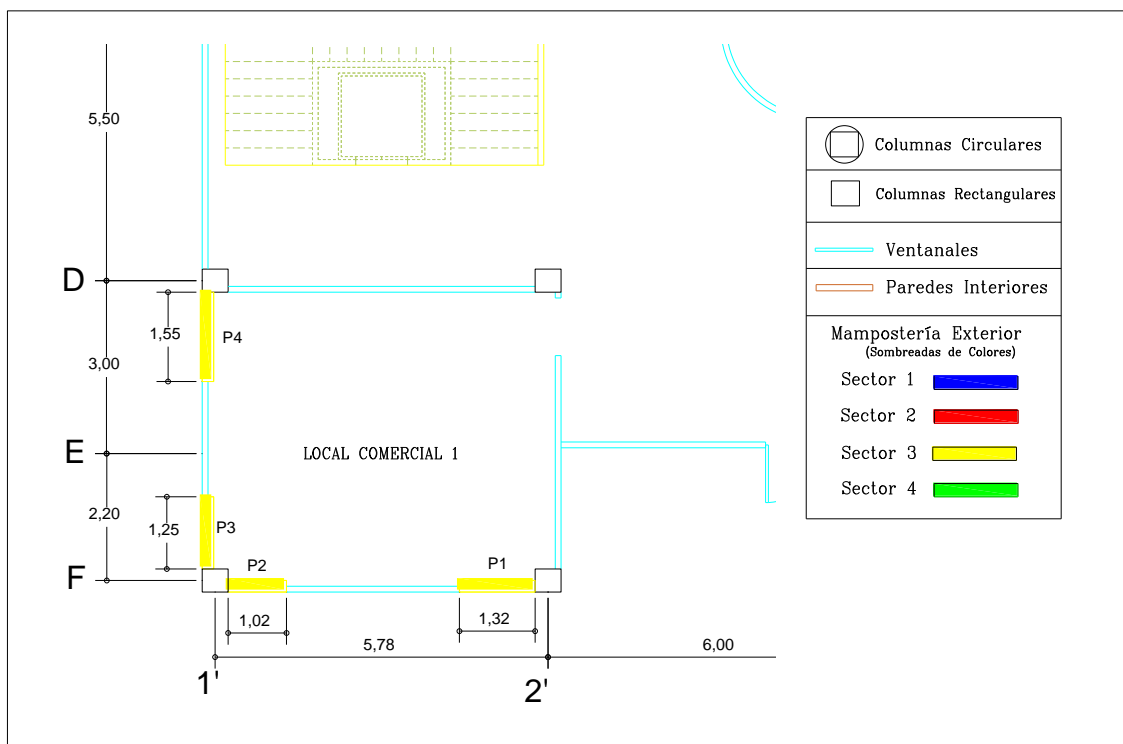 5,50
Columnas Circulares
Columnas Rectangulares
Ventanales
Paredes Interiores
Mampostería Exterior
(Sombreadas de Colores)
Sector 1
Sector 2
Sector 3
Sector 4
D
1,55
P4
3,00
E
LOCAL COMERCIAL 1
2,20
1,25
P3
F
P2
P1
1,02
1,32
5,78
6,00
1'
2'